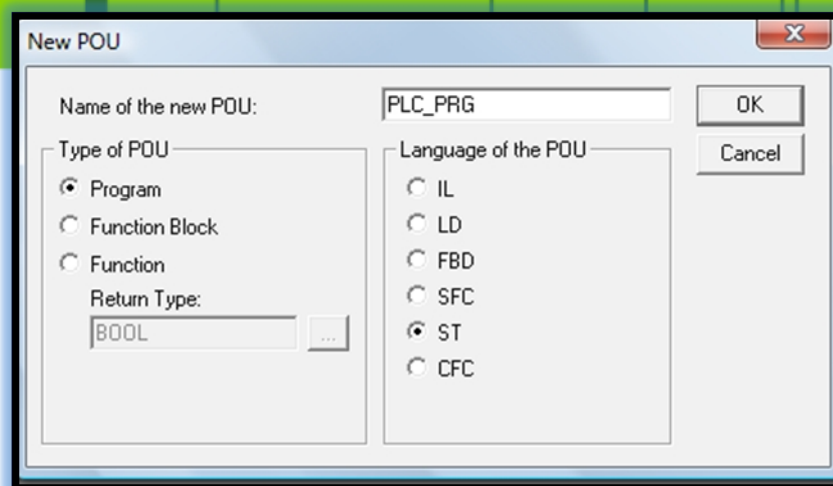 New POU
Name of the new POU:
PLC_PRG
OK
Cancel
Type of POU
Program
Function Block
Function
Return Type:
BOOL
...
Language of the POU
IL
LD
FBD
SFC
ST
CFC